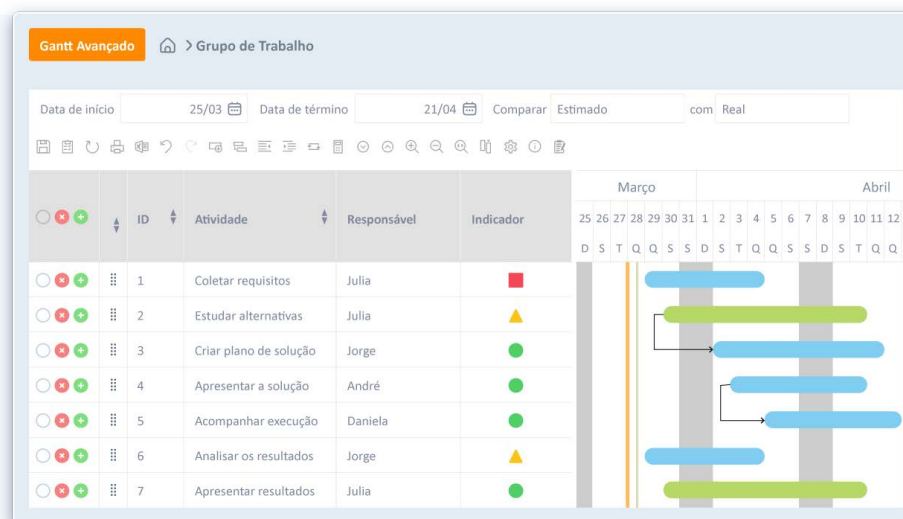 Gantt Avançado > Grupo de Trabalho
Data de início 25/03 Data de término 21/04 Comparar Estimado com Real
Março Abril
ID Atividade Responsável Indicador
25 26 27 28 29 30 31 1 2 3 4 5 6 7 8 9 10 11 12
D S T Q Q S S D S T Q Q S S D S T Q Q
1 Coletar requisitos Julia
2 Estudar alternativas Julia
3 Criar plano de solução Jorge
4 Apresentar a solução André
5 Acompanhar execução Daniela
6 Analisar os resultados Jorge
7 Apresentar resultados Julia